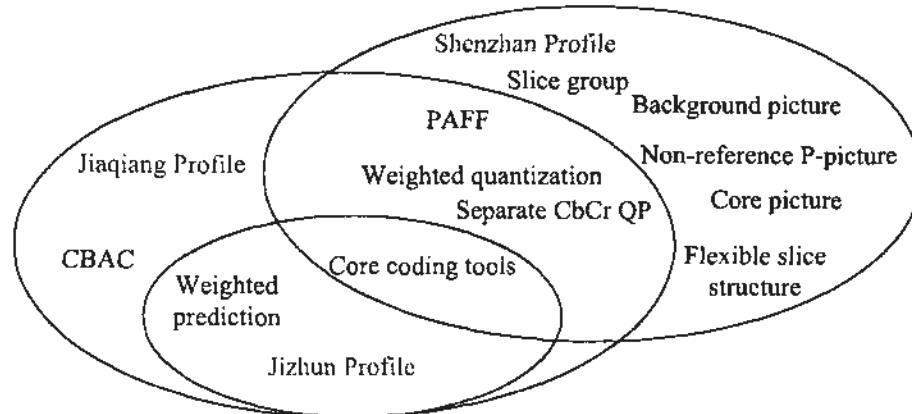 Shenzhan Profile
Slice group
Background picture
PAFF
Jiaqiang Profile
Non-reference P-picture
Weighted quantization
Core picture
Separate CbCr QP
CBAC
Core coding tools
Flexible slice
structure
Weighted
prediction
Jizhun Profile